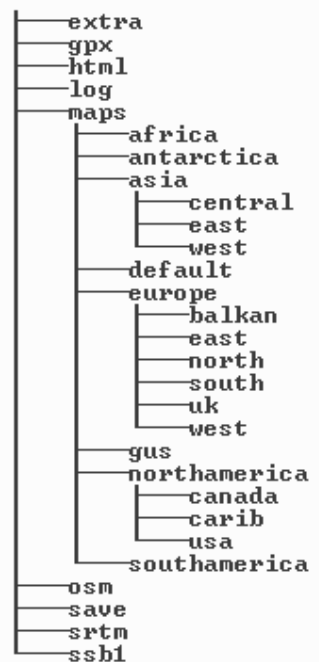 extra
gpx
html
log
maps
africa
antarctica
asia
central
east
west
default
europe
balkan
east
north
south
uk
west
gus
northamerica
canada
carib
usa
southamerica
osm
save
srtm
ssb1